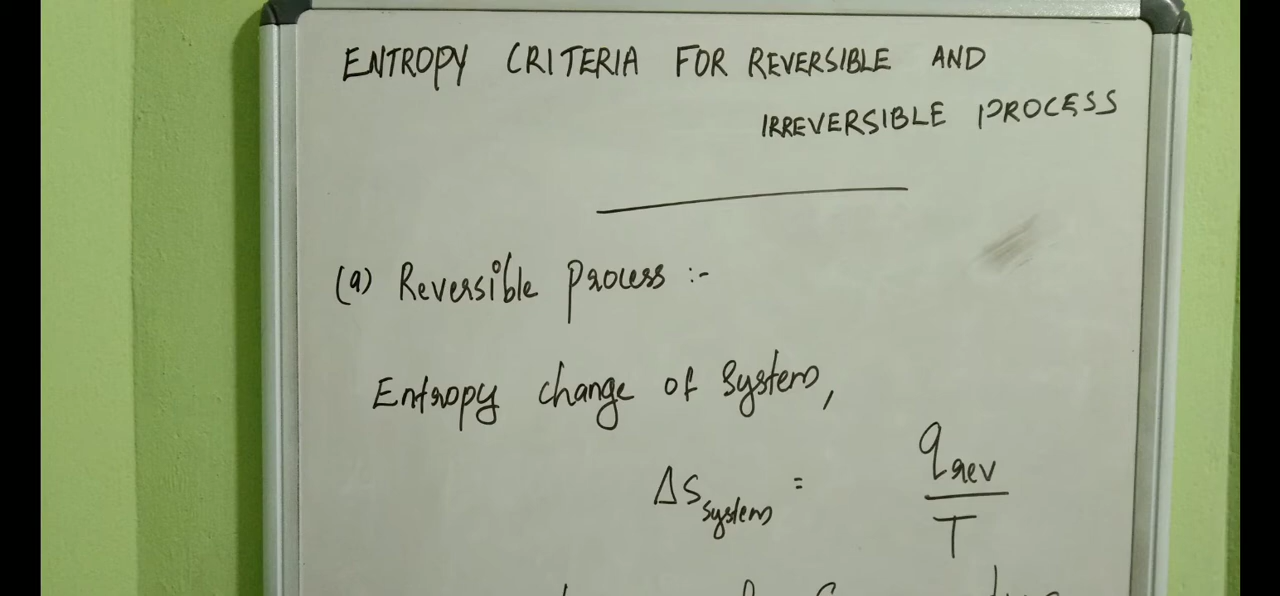 ENTROPY CRITERIA FOR REVERSIBLE AND
IRREVERSIBLE PROCESS
(a) Reversible process :-
Entropy change of system,
ΔS_system = q_rev / T